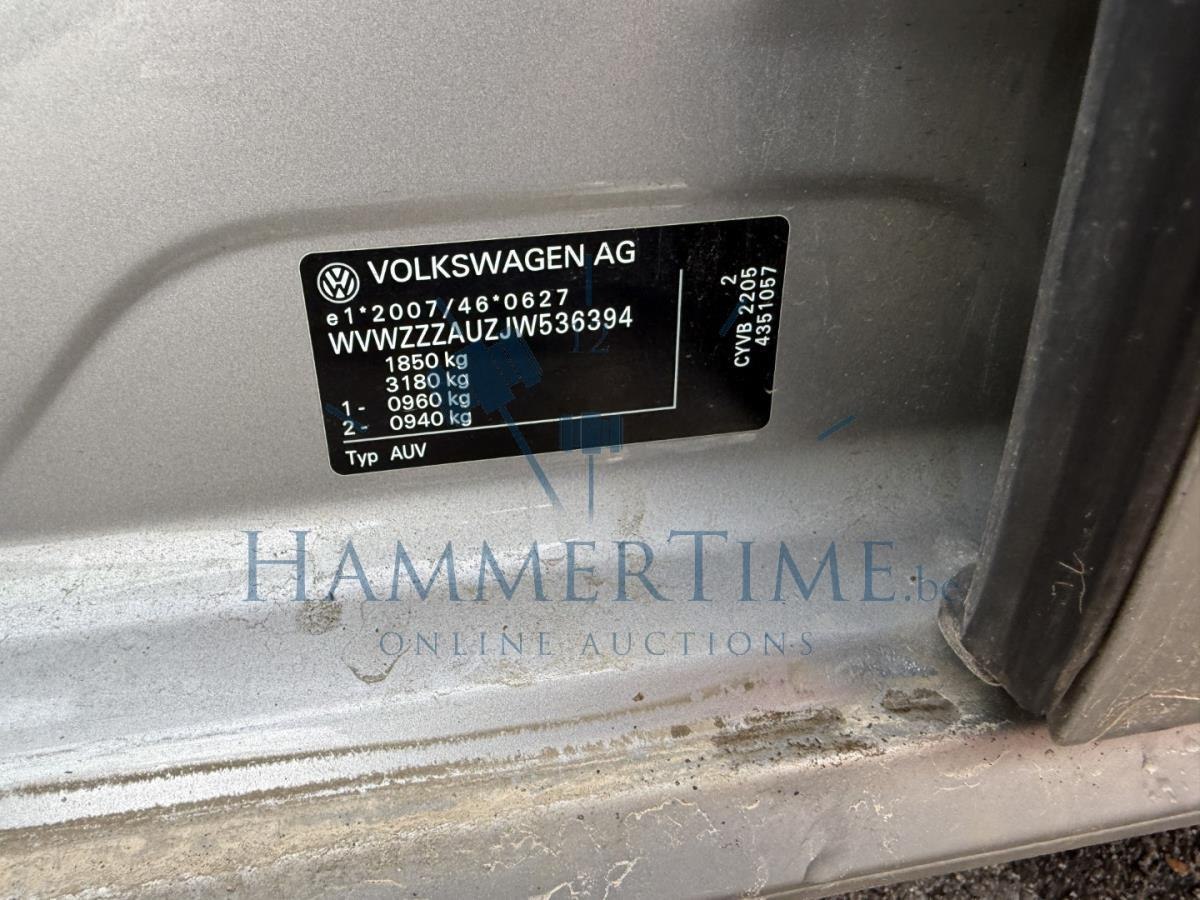 VOLKSWAGEN AG
e1*2007/46*0627
WVWZZZAUZJW536394
1850 kg
3180 kg
1- 0960 kg
2- 0940 kg
Typ AUV
2
CYVB 2205
4351057
12
HAMMERTIME.be
ONLINE AUCTIONS